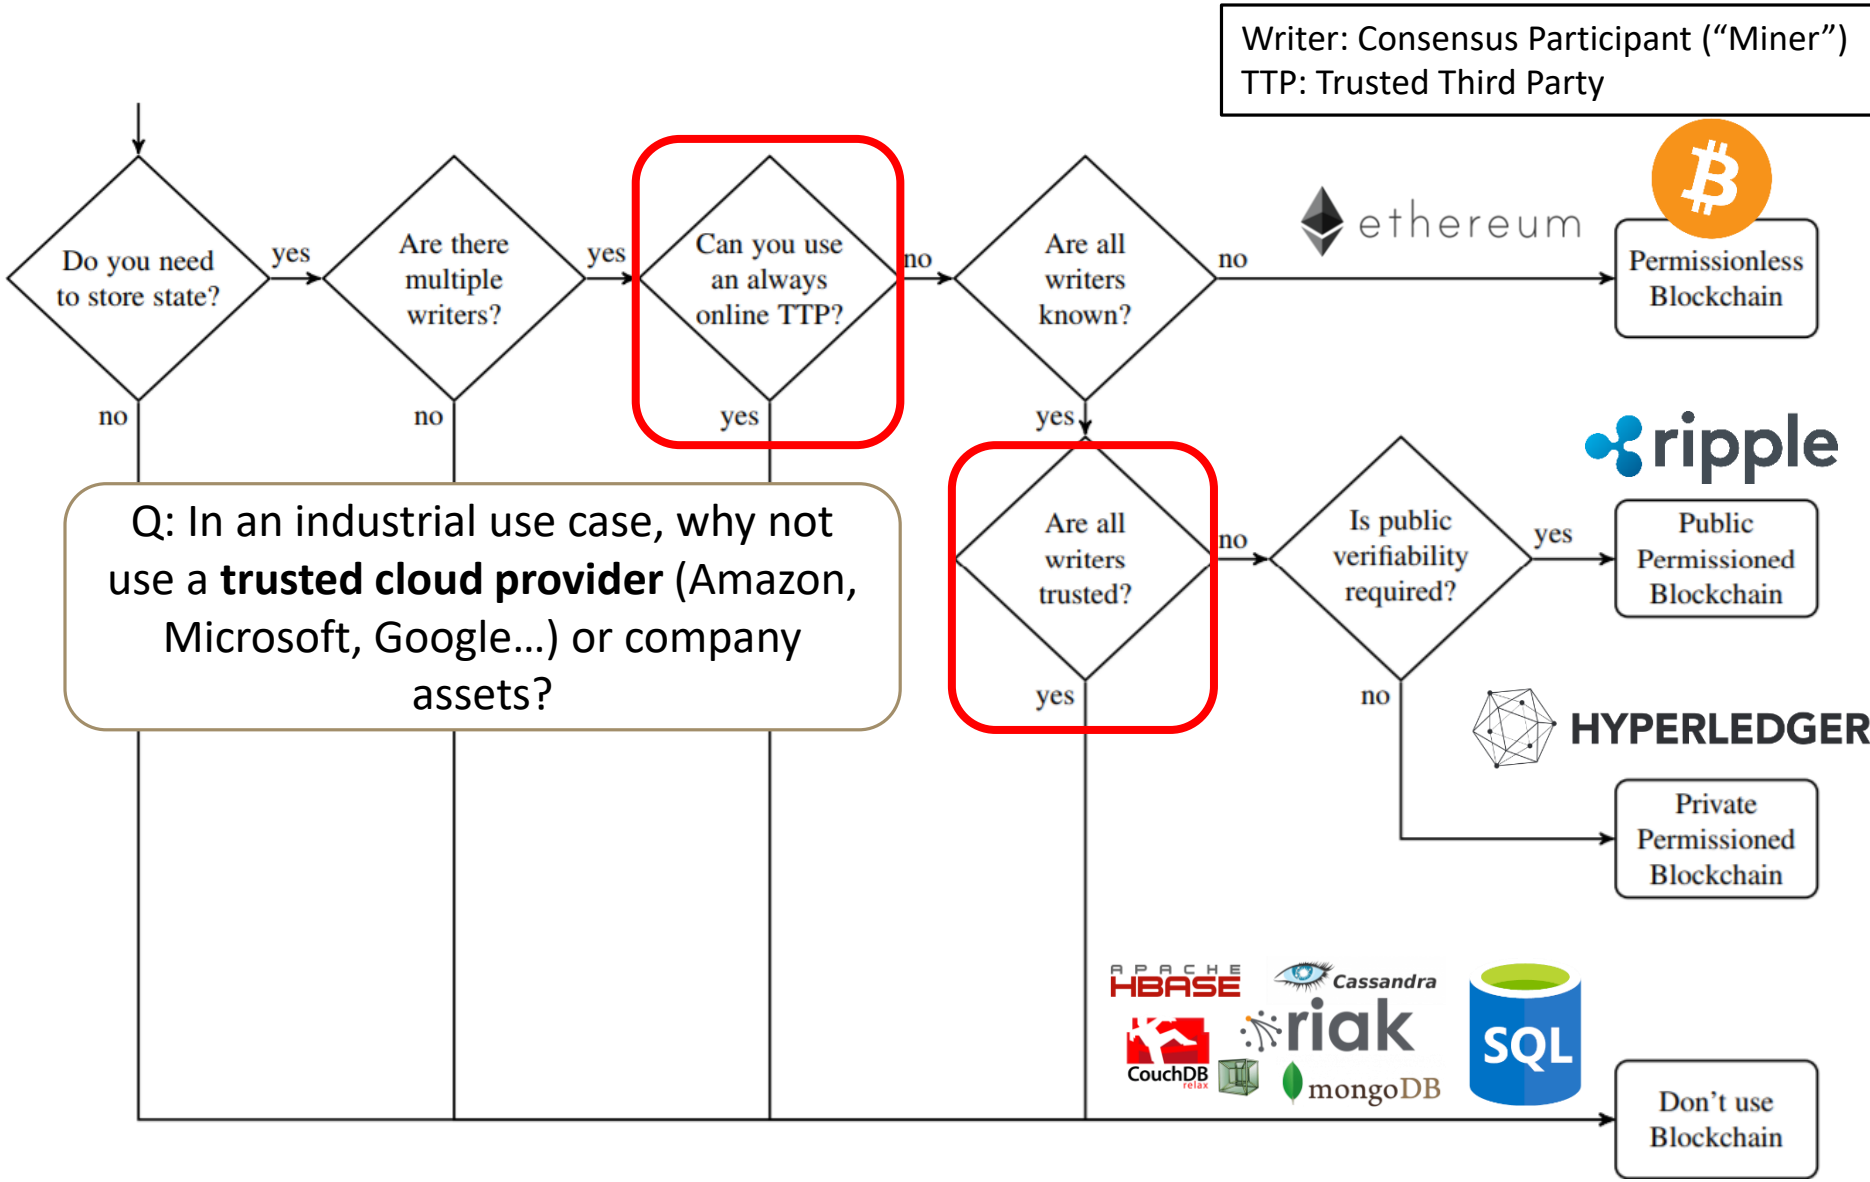 Writer: Consensus Participant (“Miner”)
TTP: Trusted Third Party
Do you need
to store state?
yes
no
Are there
multiple
writers?
yes
no
Can you use
an always
online TTP?
no
yes
Are all
writers
known?
no
yes
ethereum
Permissionless
Blockchain
Q: In an industrial use case, why not
use a trusted cloud provider (Amazon,
Microsoft, Google…) or company
assets?
Are all
writers
trusted?
no
yes
Is public
verifiability
required?
yes
no
ripple
Public
Permissioned
Blockchain
HYPERLEDGER
Private
Permissioned
Blockchain
APACHE
HBASE
Cassandra
riak
CouchDB
relax
mongoDB
SQL
Don’t use
Blockchain